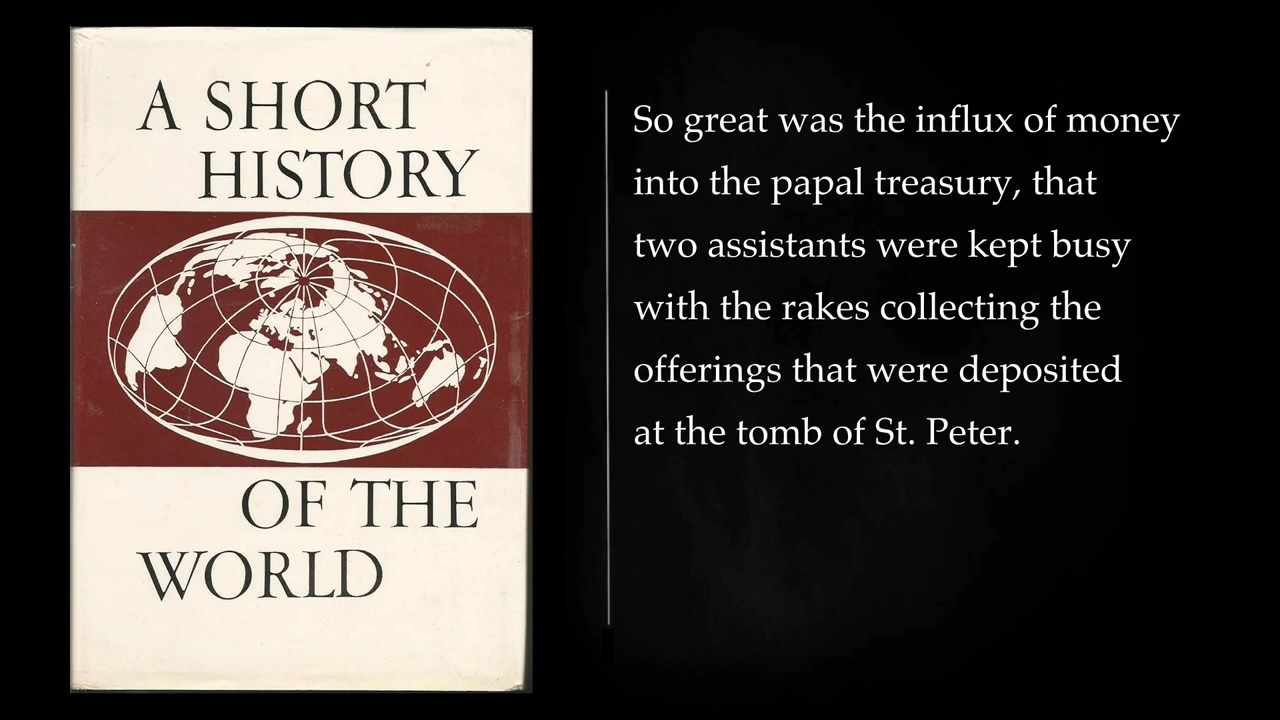 A SHORT
HISTORY
OF THE
WORLD
So great was the influx of money
into the papal treasury, that
two assistants were kept busy
with the rakes collecting the
offerings that were deposited
at the tomb of St. Peter.